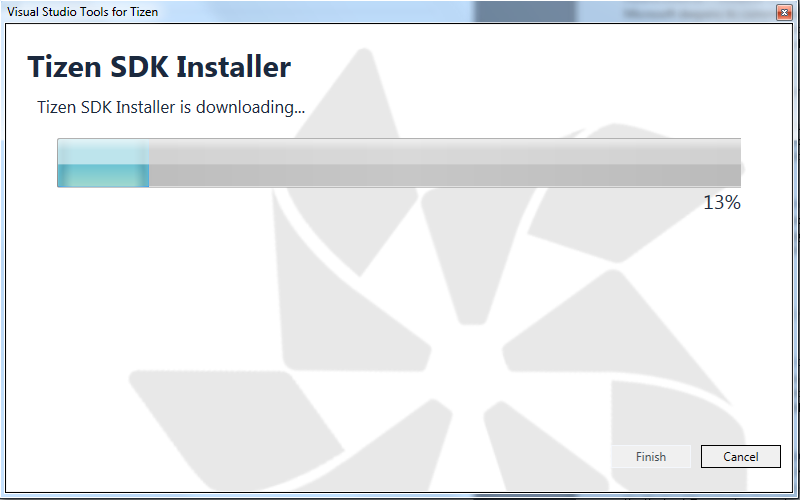 Visual Studio Tools for Tizen
Tizen SDK Installer
Tizen SDK Installer is downloading...
13%
Finish
Cancel